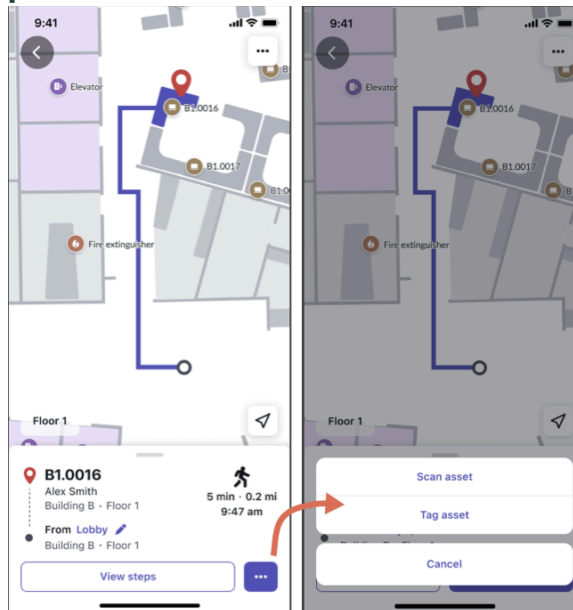 9:41
...
Elevator
B
B1.0016
B1.0017
B1.0
Fire extinguisher
Floor 1
B1.0016
Alex Smith
Building B · Floor 1
5 min · 0.2 mi
9:47 am
From Lobby
Building B · Floor 1
View steps
...
9:41
...
Elevator
B1.0016
B1.0017
B
Fire extinguisher
Floor 1
Scan asset
Tag asset
Cancel